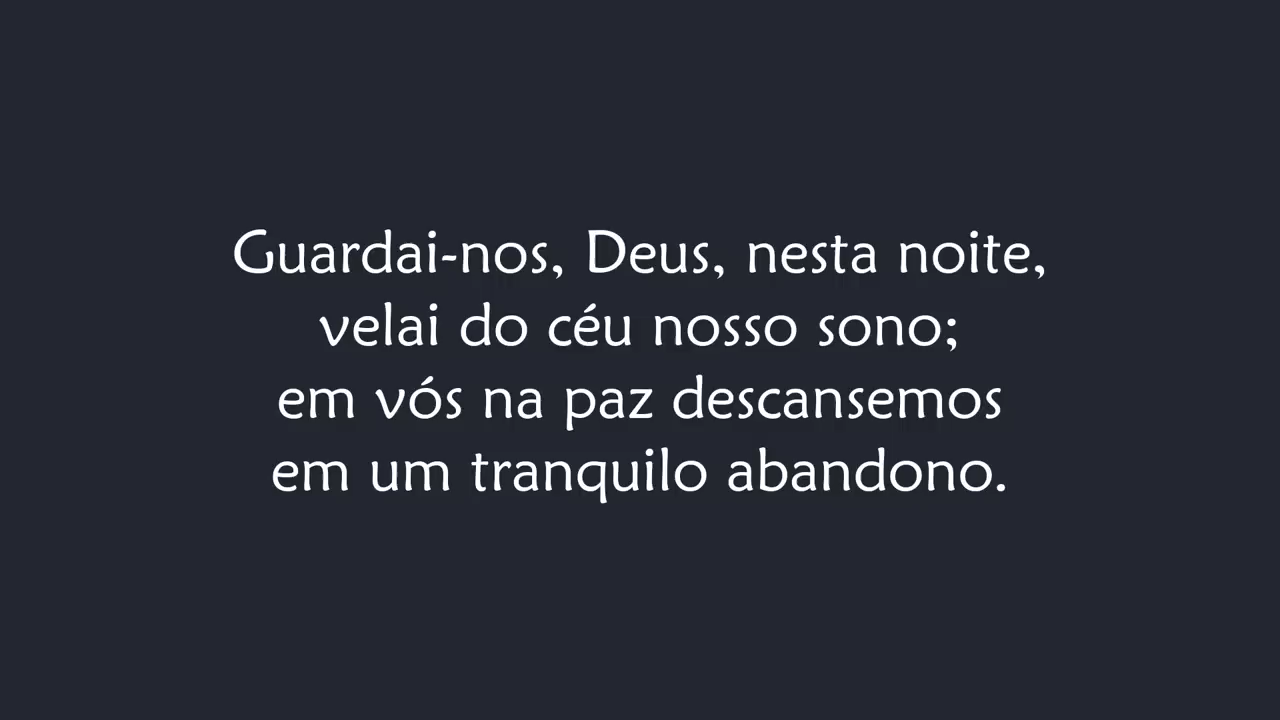 Guardai-nos, Deus, nesta noite,
velai do céu nosso sono;
em vós na paz descansemos
em um tranquilo abandono.